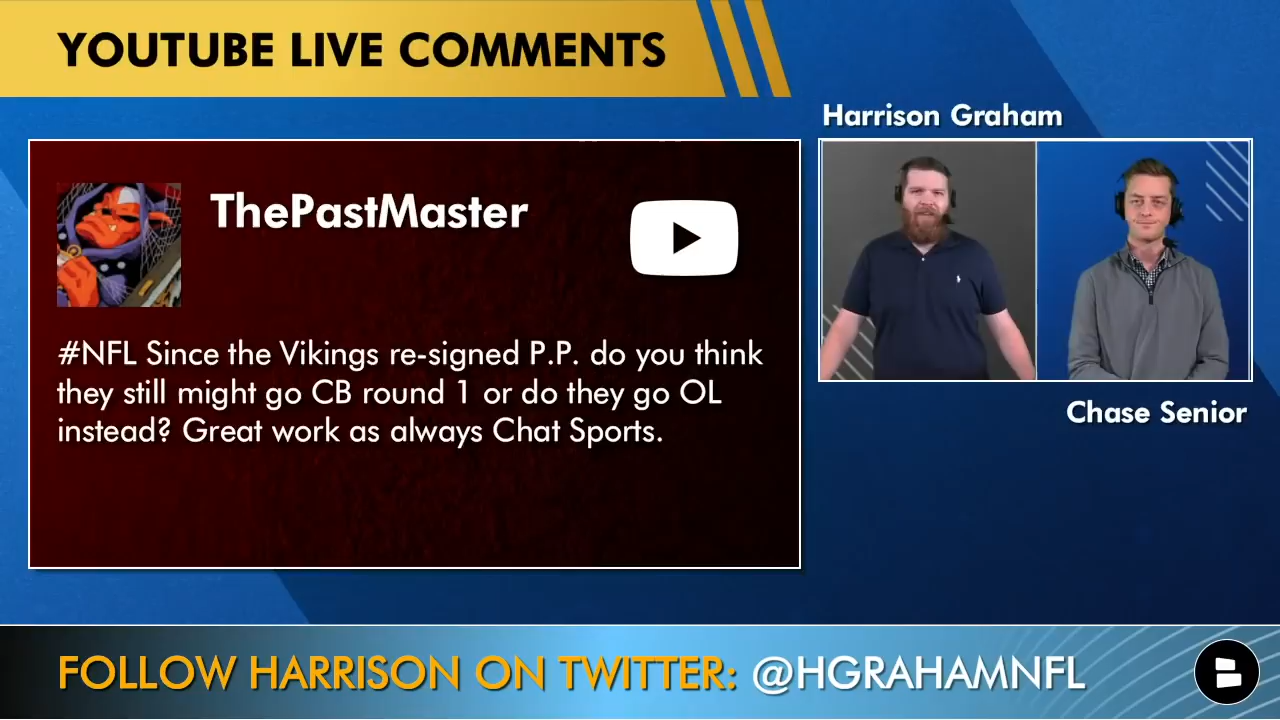 YOUTUBE LIVE COMMENTS
Harrison Graham
ThePastMaster
#NFL Since the Vikings re-signed P.P. do you think
they still might go CB round 1 or do they go OL
instead? Great work as always Chat Sports.
Chase Senior
FOLLOW HARRISON ON TWITTER: @HGRAHAMNFL